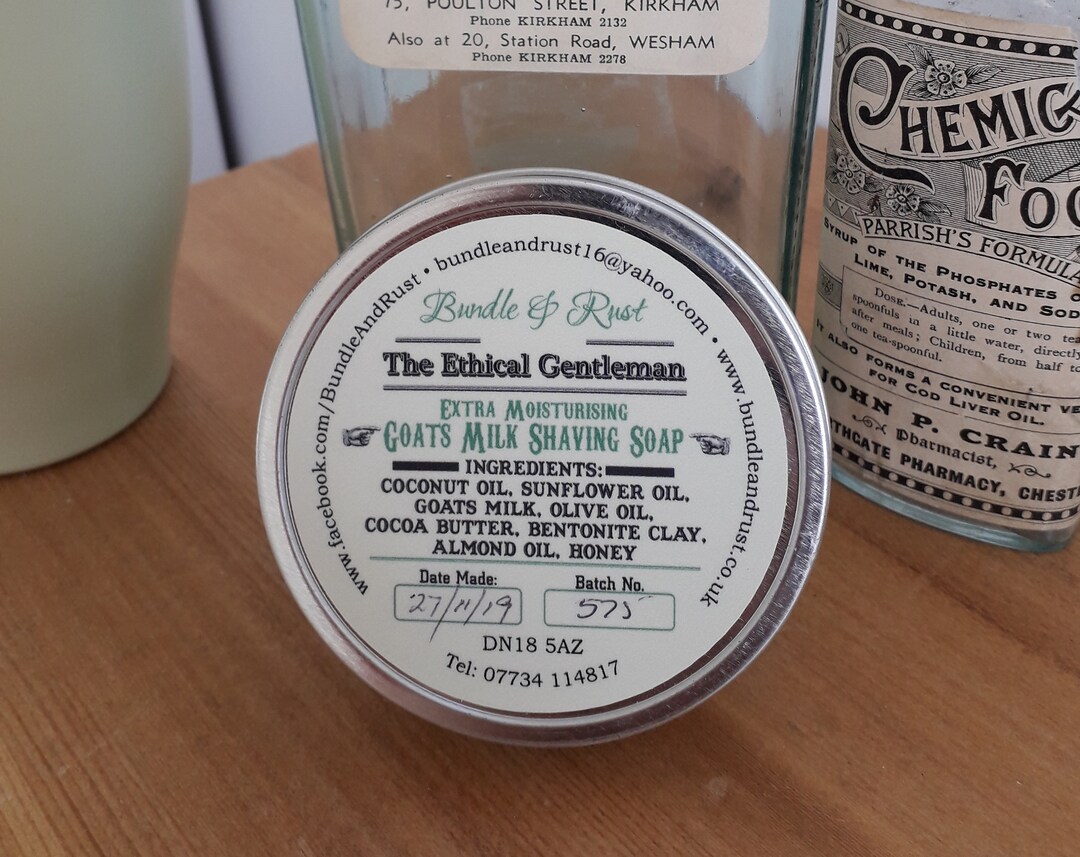 75, POULTON STREET, KIRKHAM
Phone KIRKHAM 2132
Also at 20, Station Road, WESHAM
Phone KIRKHAM 2278
www.facebook.com/BundleAndRust • bundleandrust16@yahoo.com • www.bundleandrust.co.uk
Bundle & Rust
The Ethical Gentleman
EXTRA MOISTURISING
GOATS MILK SHAVING SOAP
INGREDIENTS:
COCONUT OIL, SUNFLOWER OIL,
GOATS MILK, OLIVE OIL,
COCOA BUTTER, BENTONITE CLAY,
ALMOND OIL, HONEY
Date Made: Batch No.
27/11/19 575
DN18 5AZ
Tel: 07734 114817
CHEMIC
FOO
PARRISH'S FORMULA
SYRUP OF THE PHOSPHATES O
LIME, POTASH, AND SOD
DOSE.—Adults, one or two tea
spoonfuls in a little water, directly
after meals; Children, from half to
one tea-spoonful.
IT ALSO FORMS A CONVENIENT VE
FOR COD LIVER OIL.
JOHN P. CRAIN
Pharmacist,
THGATE PHARMACY, CHEST